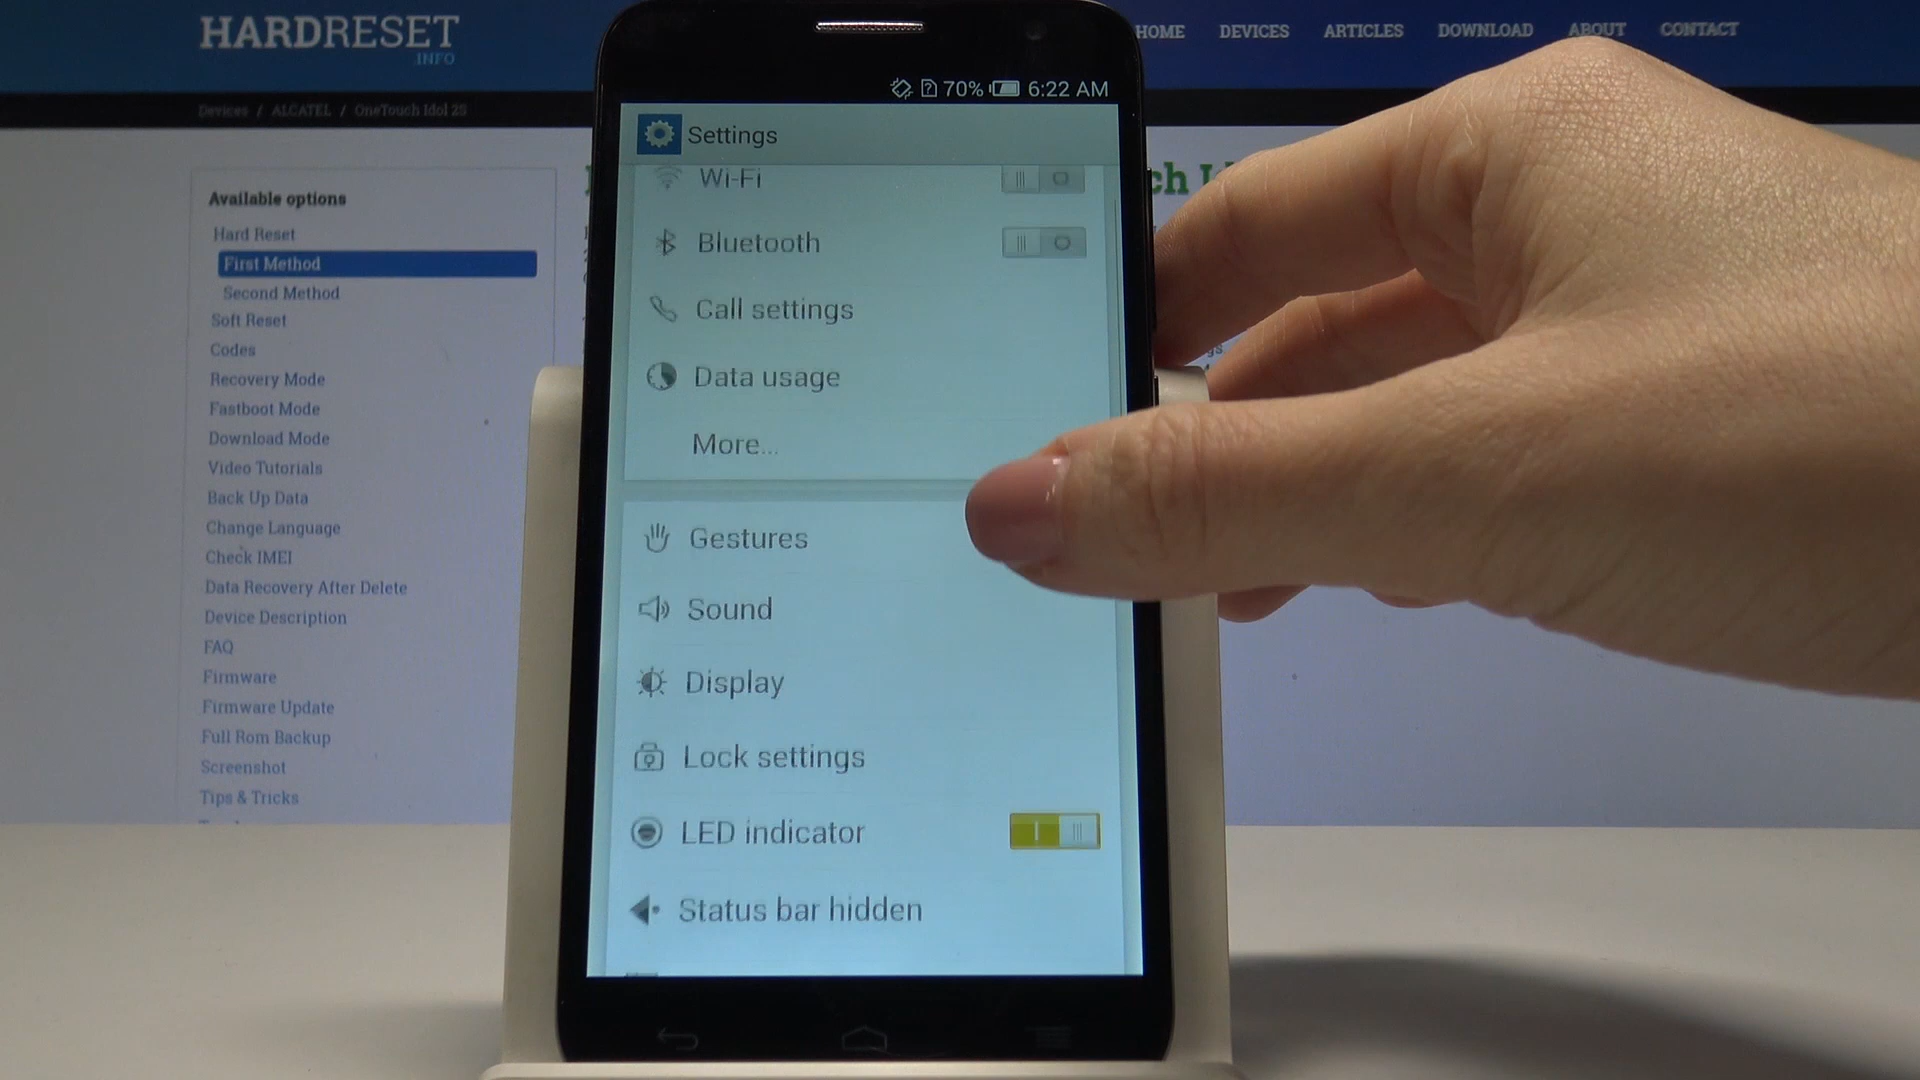 HARDRESET
.INFO
HOME DEVICES ARTICLES DOWNLOAD ABOUT CONTACT
Devices / ALCATEL / OneTouch Idol 2S
Available options
Hard Reset
First Method
Second Method
Soft Reset
Codes
Recovery Mode
Fastboot Mode
Download Mode
Video Tutorials
Back Up Data
Change Language
Check IMEI
Data Recovery After Delete
Device Description
FAQ
Firmware
Firmware Update
Full Rom Backup
Screenshot
Tips & Tricks
70% 6:22 AM
Settings
Wi-Fi
Bluetooth
Call settings
Data usage
More...
Gestures
Sound
Display
Lock settings
LED indicator
Status bar hidden